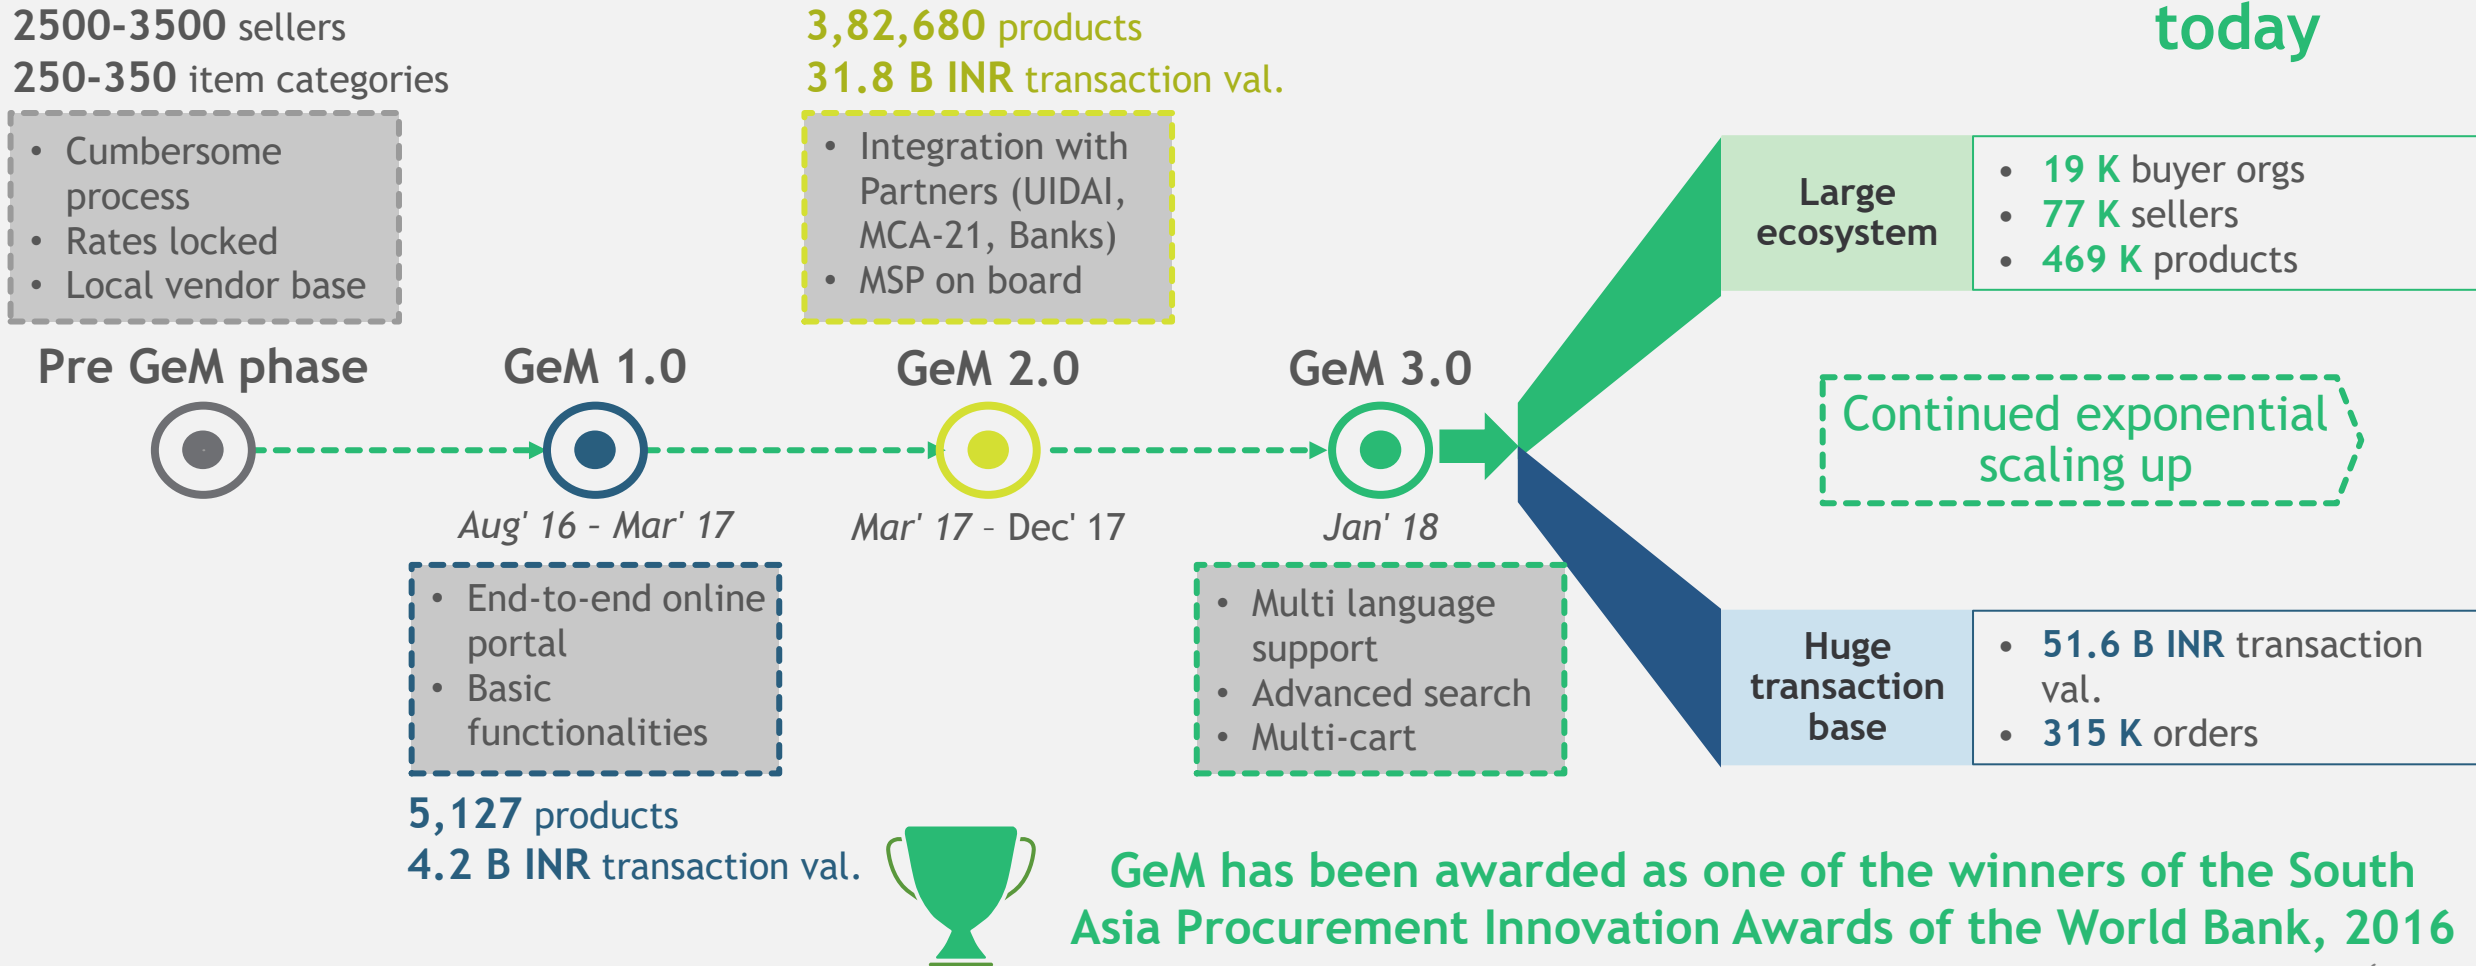 2500-3500 sellers
250-350 item categories
• Cumbersome
process
• Rates locked
• Local vendor base
3,82,680 products
31.8 B INR transaction val.
• Integration with
Partners (UIDAI,
MCA-21, Banks)
• MSP on board
today
Large
ecosystem
• 19 K buyer orgs
• 77 K sellers
• 469 K products
Pre GeM phase
GeM 1.0
GeM 2.0
GeM 3.0
Continued exponential
scaling up
Aug' 16 – Mar' 17
Mar' 17 – Dec' 17
Jan' 18
• End-to-end online
portal
• Basic
functionalities
5,127 products
4.2 B INR transaction val.
• Multi language
support
• Advanced search
• Multi-cart
Huge
transaction
base
• 51.6 B INR transaction
val.
• 315 K orders
GeM has been awarded as one of the winners of the South
Asia Procurement Innovation Awards of the World Bank, 2016